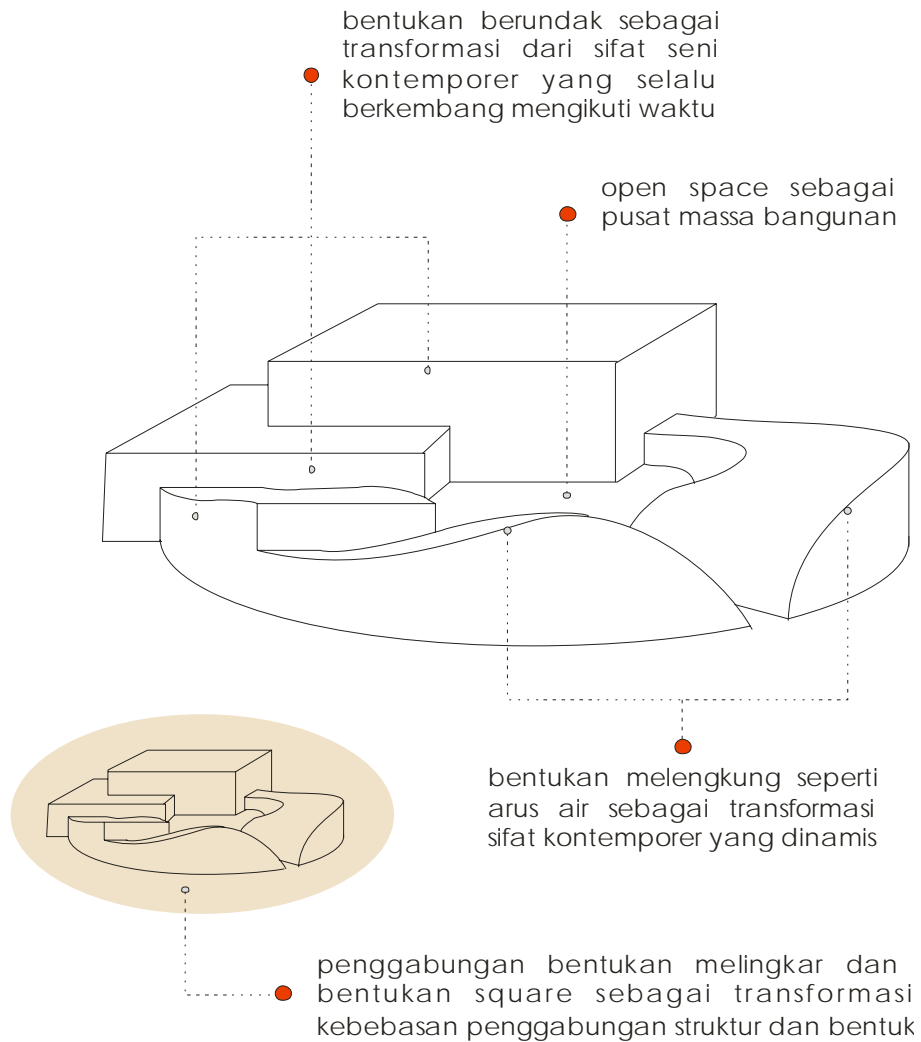 bentukan berundak sebagai
transformasi dari sifat seni
kontemporer yang selalu
berkembang mengikuti waktu
open space sebagai
pusat massa bangunan
bentukan melengkung seperti
arus air sebagai transformasi
sifat kontemporer yang dinamis
penggabungan bentukan melingkar dan
bentukan square sebagai transformasi
kebebasan penggabungan struktur dan bentuk